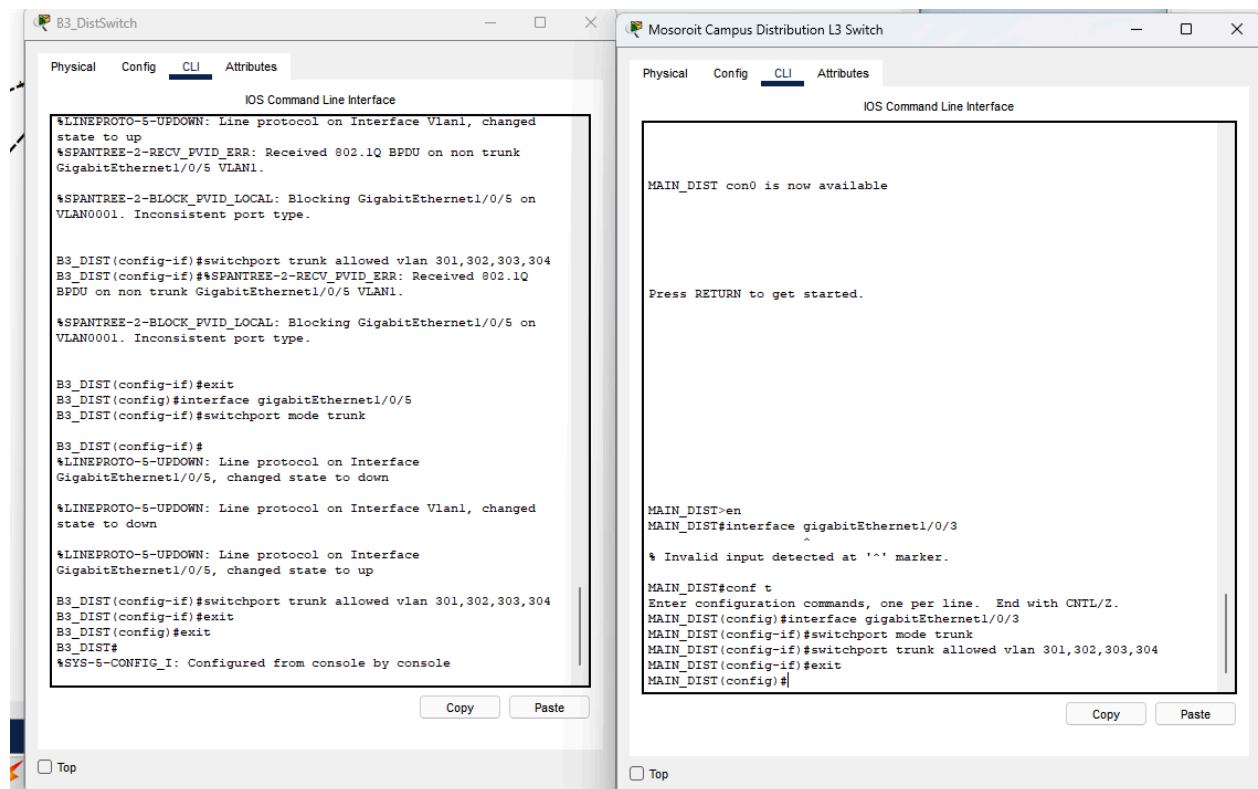 B3_DistSwitch
Physical Config CLI Attributes
IOS Command Line Interface
%LINEPROTO-5-UPDOWN: Line protocol on Interface Vlan1, changed
state to up
%SPANTREE-2-RECV_PVID_ERR: Received 802.1Q BPDU on non trunk
GigabitEthernet1/0/5 VLAN1.
%SPANTREE-2-BLOCK_PVID_LOCAL: Blocking GigabitEthernet1/0/5 on
VLAN0001. Inconsistent port type.
B3_DIST(config-if)#switchport trunk allowed vlan 301,302,303,304
B3_DIST(config-if)#%SPANTREE-2-RECV_PVID_ERR: Received 802.1Q
BPDU on non trunk GigabitEthernet1/0/5 VLAN1.
%SPANTREE-2-BLOCK_PVID_LOCAL: Blocking GigabitEthernet1/0/5 on
VLAN0001. Inconsistent port type.
B3_DIST(config-if)#exit
B3_DIST(config)#interface gigabitEthernet1/0/5
B3_DIST(config-if)#switchport mode trunk
B3_DIST(config-if)#
%LINEPROTO-5-UPDOWN: Line protocol on Interface
GigabitEthernet1/0/5, changed state to down
%LINEPROTO-5-UPDOWN: Line protocol on Interface Vlan1, changed
state to down
%LINEPROTO-5-UPDOWN: Line protocol on Interface
GigabitEthernet1/0/5, changed state to up
B3_DIST(config-if)#switchport trunk allowed vlan 301,302,303,304
B3_DIST(config-if)#exit
B3_DIST(config)#exit
B3_DIST#
%SYS-5-CONFIG_I: Configured from console by console
Copy Paste
Top
Mosoroit Campus Distribution L3 Switch
Physical Config CLI Attributes
IOS Command Line Interface
MAIN_DIST con0 is now available
Press RETURN to get started.
MAIN_DIST>en
MAIN_DIST#interface gigabitEthernet1/0/3
^
% Invalid input detected at '^' marker.
MAIN_DIST#conf t
Enter configuration commands, one per line. End with CNTL/Z.
MAIN_DIST(config)#interface gigabitEthernet1/0/3
MAIN_DIST(config-if)#switchport mode trunk
MAIN_DIST(config-if)#switchport trunk allowed vlan 301,302,303,304
MAIN_DIST(config-if)#exit
MAIN_DIST(config)#
Copy Paste
Top